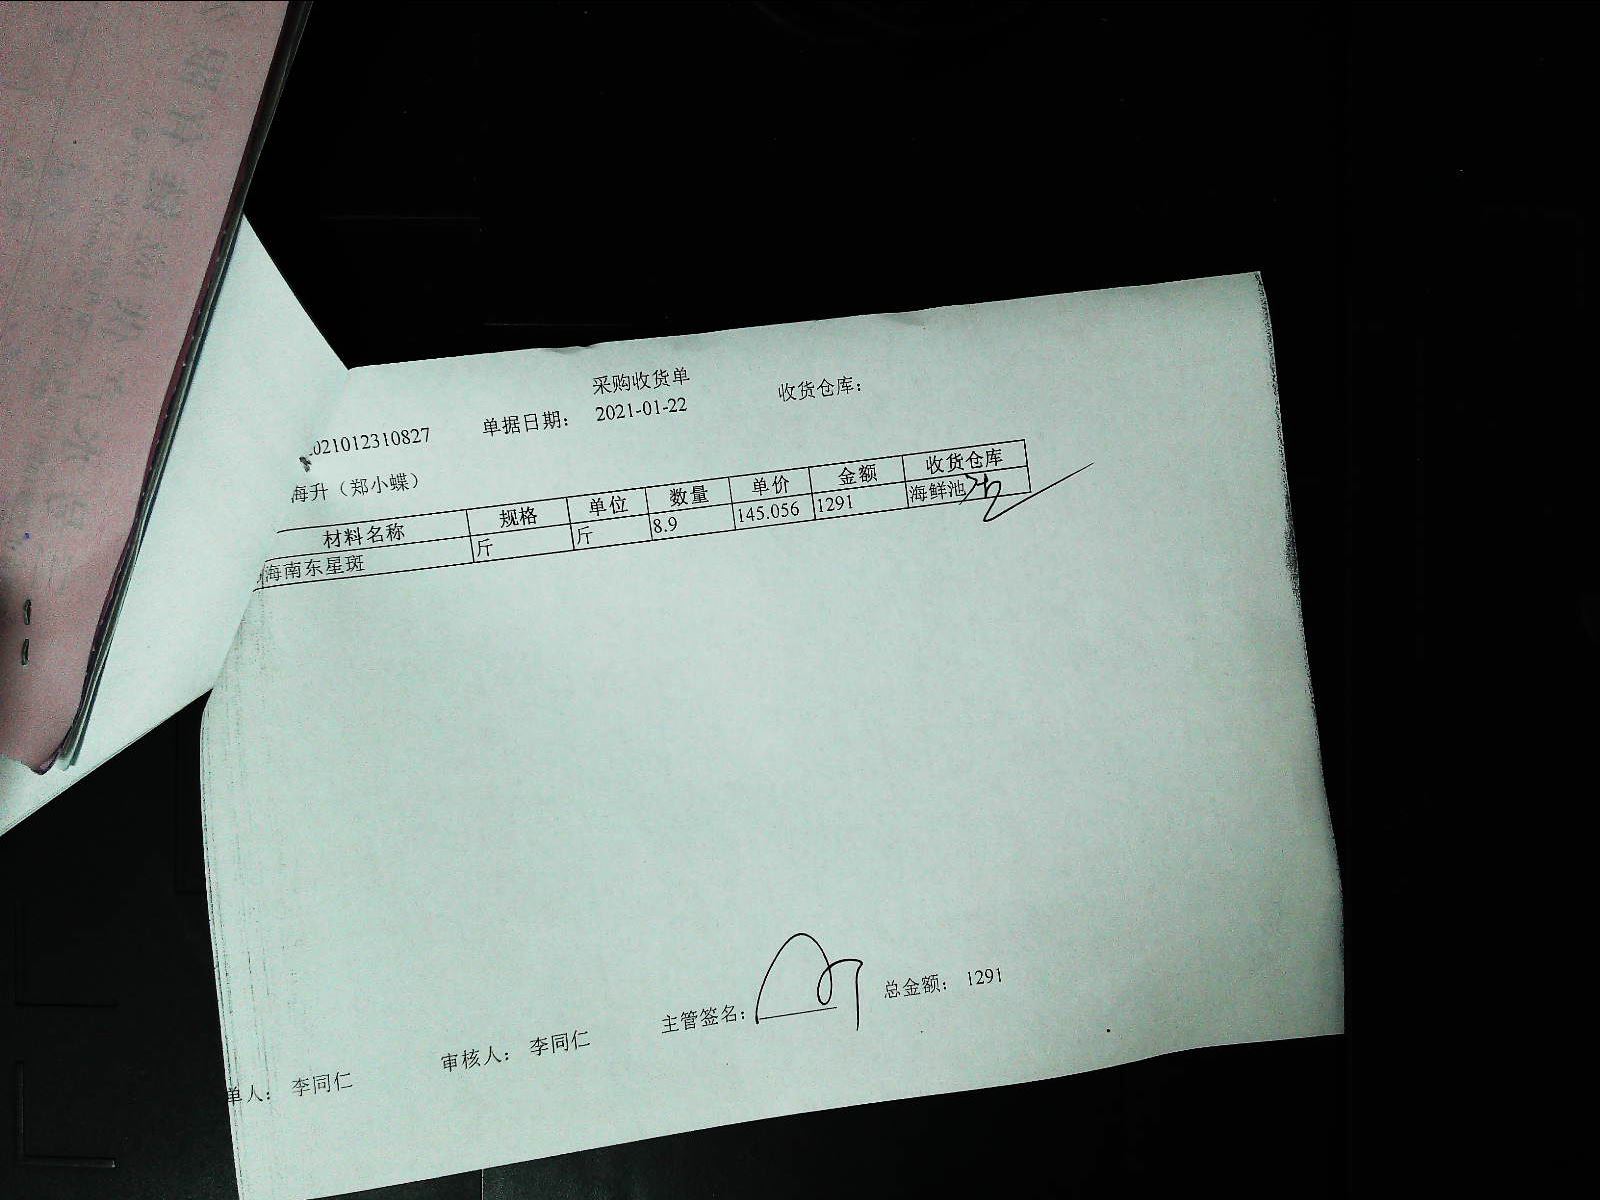 采购收货单
021012310827 单据日期： 2021-01-22 收货仓库：
海升（郑小蝶）
材料名称 规格 单位 数量 单价 金额 收货仓库
海南东星斑 斤 斤 8.9 145.056 1291 海鲜池
单人： 李同仁 审核人： 李同仁 主管签名： 总金额： 1291